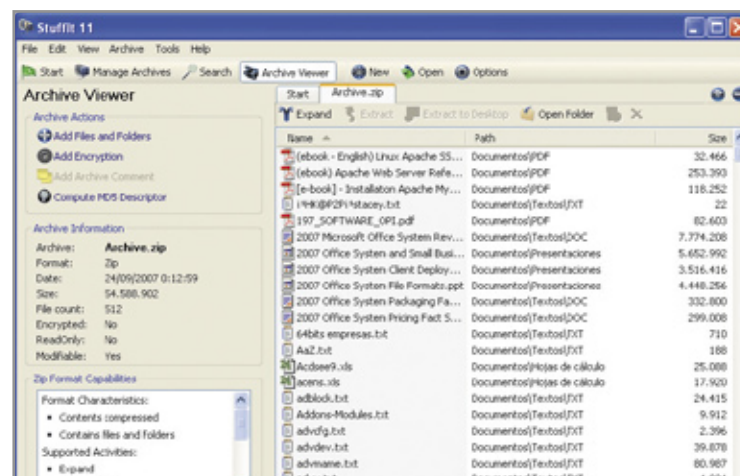 StuffIt 11
File Edit View Archive Tools Help
Start Manage Archives Search Archive Viewer New Open Options
Archive Viewer
Archive Actions
Add Files and Folders
Add Encryption
Add Archive Comment
Compute MD5 Descriptor
Archive Information
Archive: Archive.zip
Format: Zip
Date: 24/09/2007 0:12:59
Size: 54.588.902
File count: 512
Encrypted: No
ReadOnly: No
Modifiable: Yes
Zip Format Capabilities
Format Characteristics:
Contents compressed
Contains files and folders
Supported Activities:
Expand
Start Archive.zip
Expand Extract Extract to Desktop Open Folder
Name Path Size
(ebook - English) Linux Apache SS... Documentos\PDF 32.466
(ebook) Apache Web Server Refe... Documentos\PDF 253.393
[e-book] - Installaton Apache My... Documentos\PDF 118.252
Documentos\Textos\TXT 22
197_SOFTWARE_OPI.pdf Documentos\PDF 82.603
2007 Microsoft Office System Rev... Documentos\Textos\DOC 7.774.208
2007 Office System and Small Busi... Documentos\Presentaciones 5.652.992
2007 Office System Client Deploy... Documentos\Presentaciones 3.516.416
2007 Office System File Formats.ppt Documentos\Presentaciones 4.448.256
2007 Office System Packaging Fa... Documentos\Textos\DOC 332.800
2007 Office System Pricing Fact S... Documentos\Textos\DOC 299.008
64bits empresas.txt Documentos\Textos\TXT 710
AaZ.txt Documentos\Textos\TXT 188
Acdsee9.xls Documentos\Hojas de cálculo 25.088
acens.xls Documentos\Hojas de cálculo 17.920
adblock.txt Documentos\Textos\TXT 24.415
Addons-Modules.txt Documentos\Textos\TXT 9.912
advcfg.txt Documentos\Textos\TXT 2.396
advdev.txt Documentos\Textos\TXT 39.878
advmame.txt Documentos\Textos\TXT 80.987